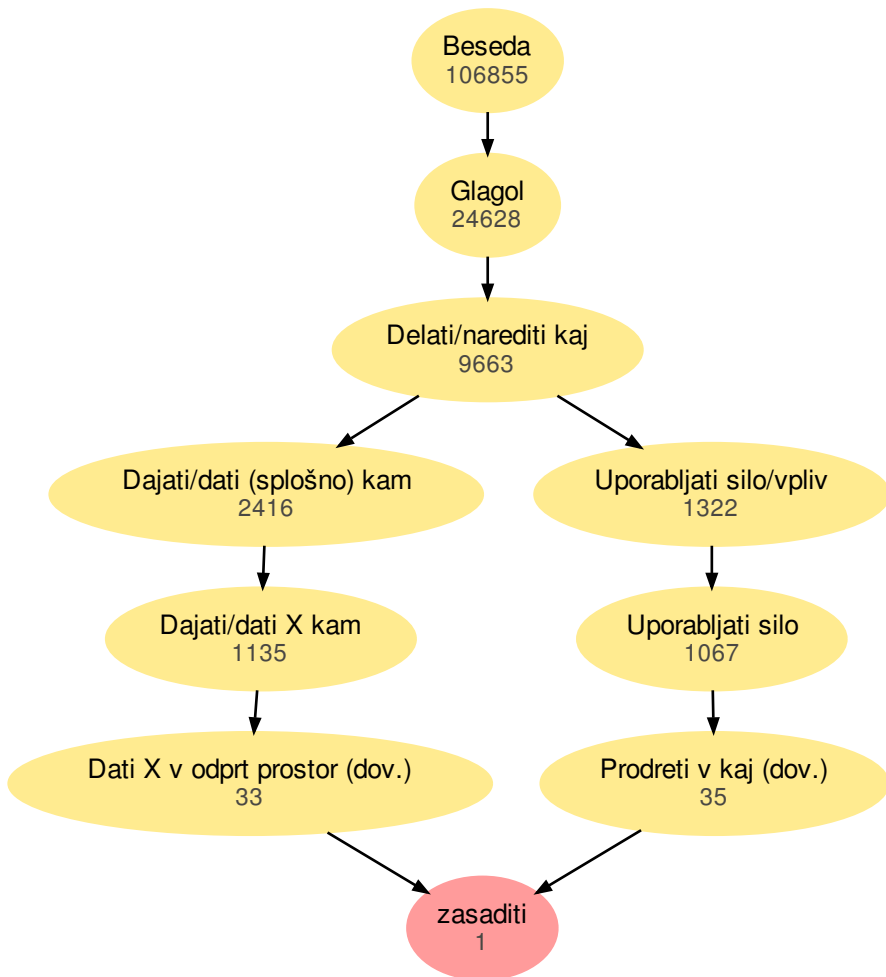 Beseda
106855
Glagol
24628
Delati/narediti kaj
9663
Dajati/dati (splošno) kam
2416
Uporabljati silo/vpliv
1322
Dajati/dati X kam
1135
Uporabljati silo
1067
Dati X v odprt prostor (dov.)
33
Prodreti v kaj (dov.)
35
zasaditi
1